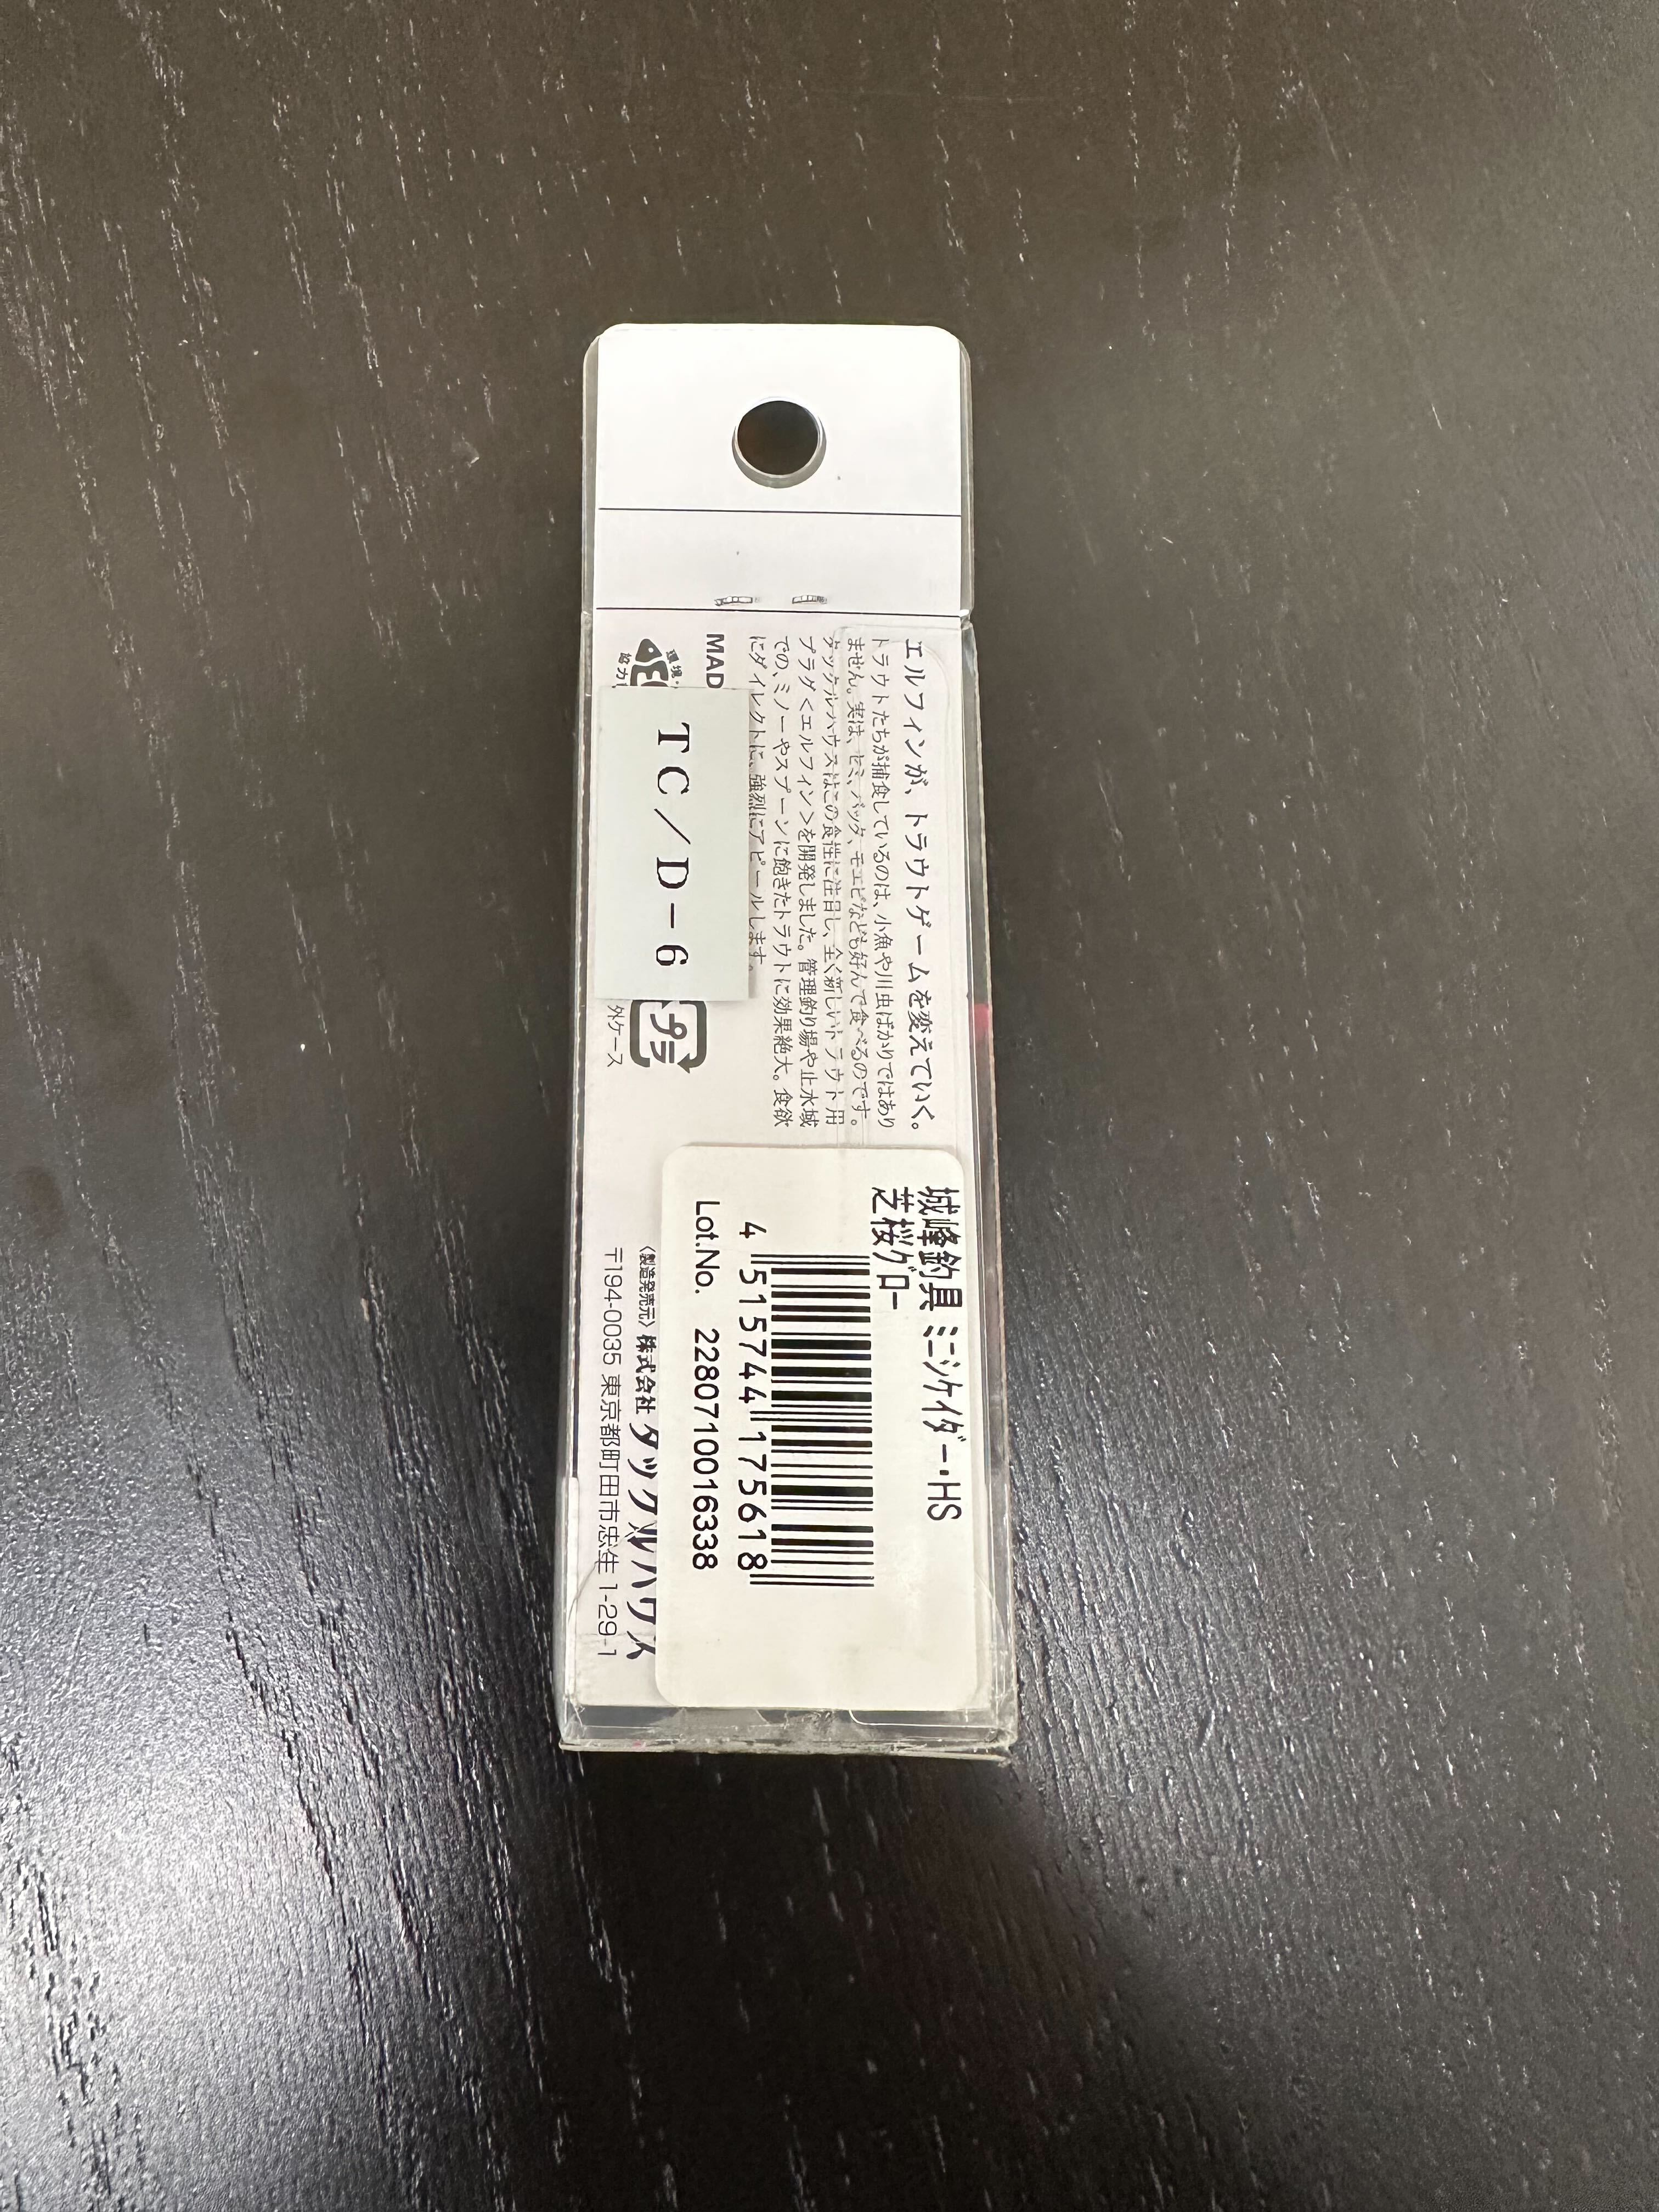 エルフィンが、トラウトゲームを変えていく。
トラウトたちが捕食しているのは、小魚や川虫ばかりではあり
ません。実は、セミ、バッタ、モエビなども好んで食べるのです。
タックルハウスはこの食性に注目し、全く新しいトラウト用
プラグ<エルフィン>を開発しました。管理釣り場や止水域
での、ミノーやスプーンに飽きたトラウトに効果絶大。食欲
にダイレクトに、強烈にアピールします。
MAD
環境・
協力
TC/D-6
プラ
外ケース
城峰釣具 ミニシケイダー・HS
芝桜グロー
4 515744 175618
Lot.No. 2280710016338
〈製造発売元〉株式会社 タックルハウス
〒194-0035 東京都町田市忠生 1-29-1